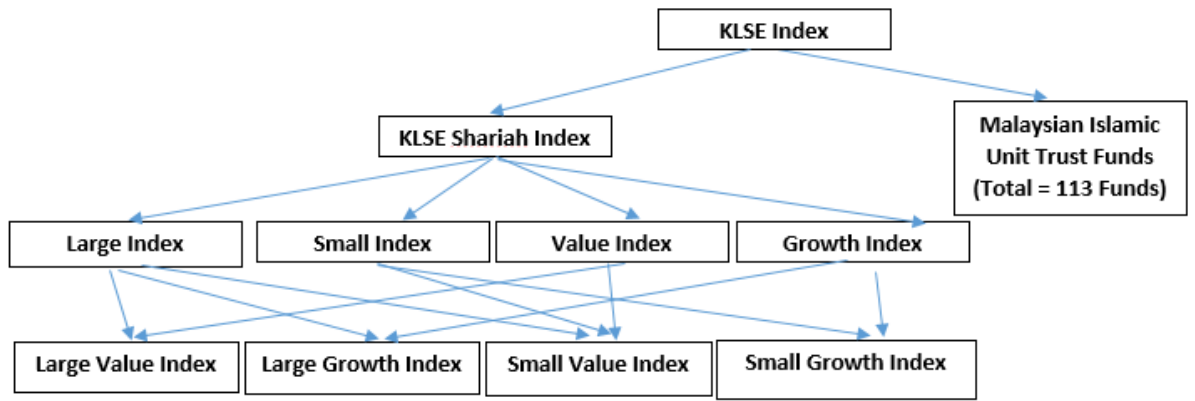 KLSE Index
KLSE Shariah Index
Malaysian Islamic
Unit Trust Funds
(Total = 113 Funds)
Large Index
Small Index
Value Index
Growth Index
Large Value Index
Large Growth Index
Small Value Index
Small Growth Index